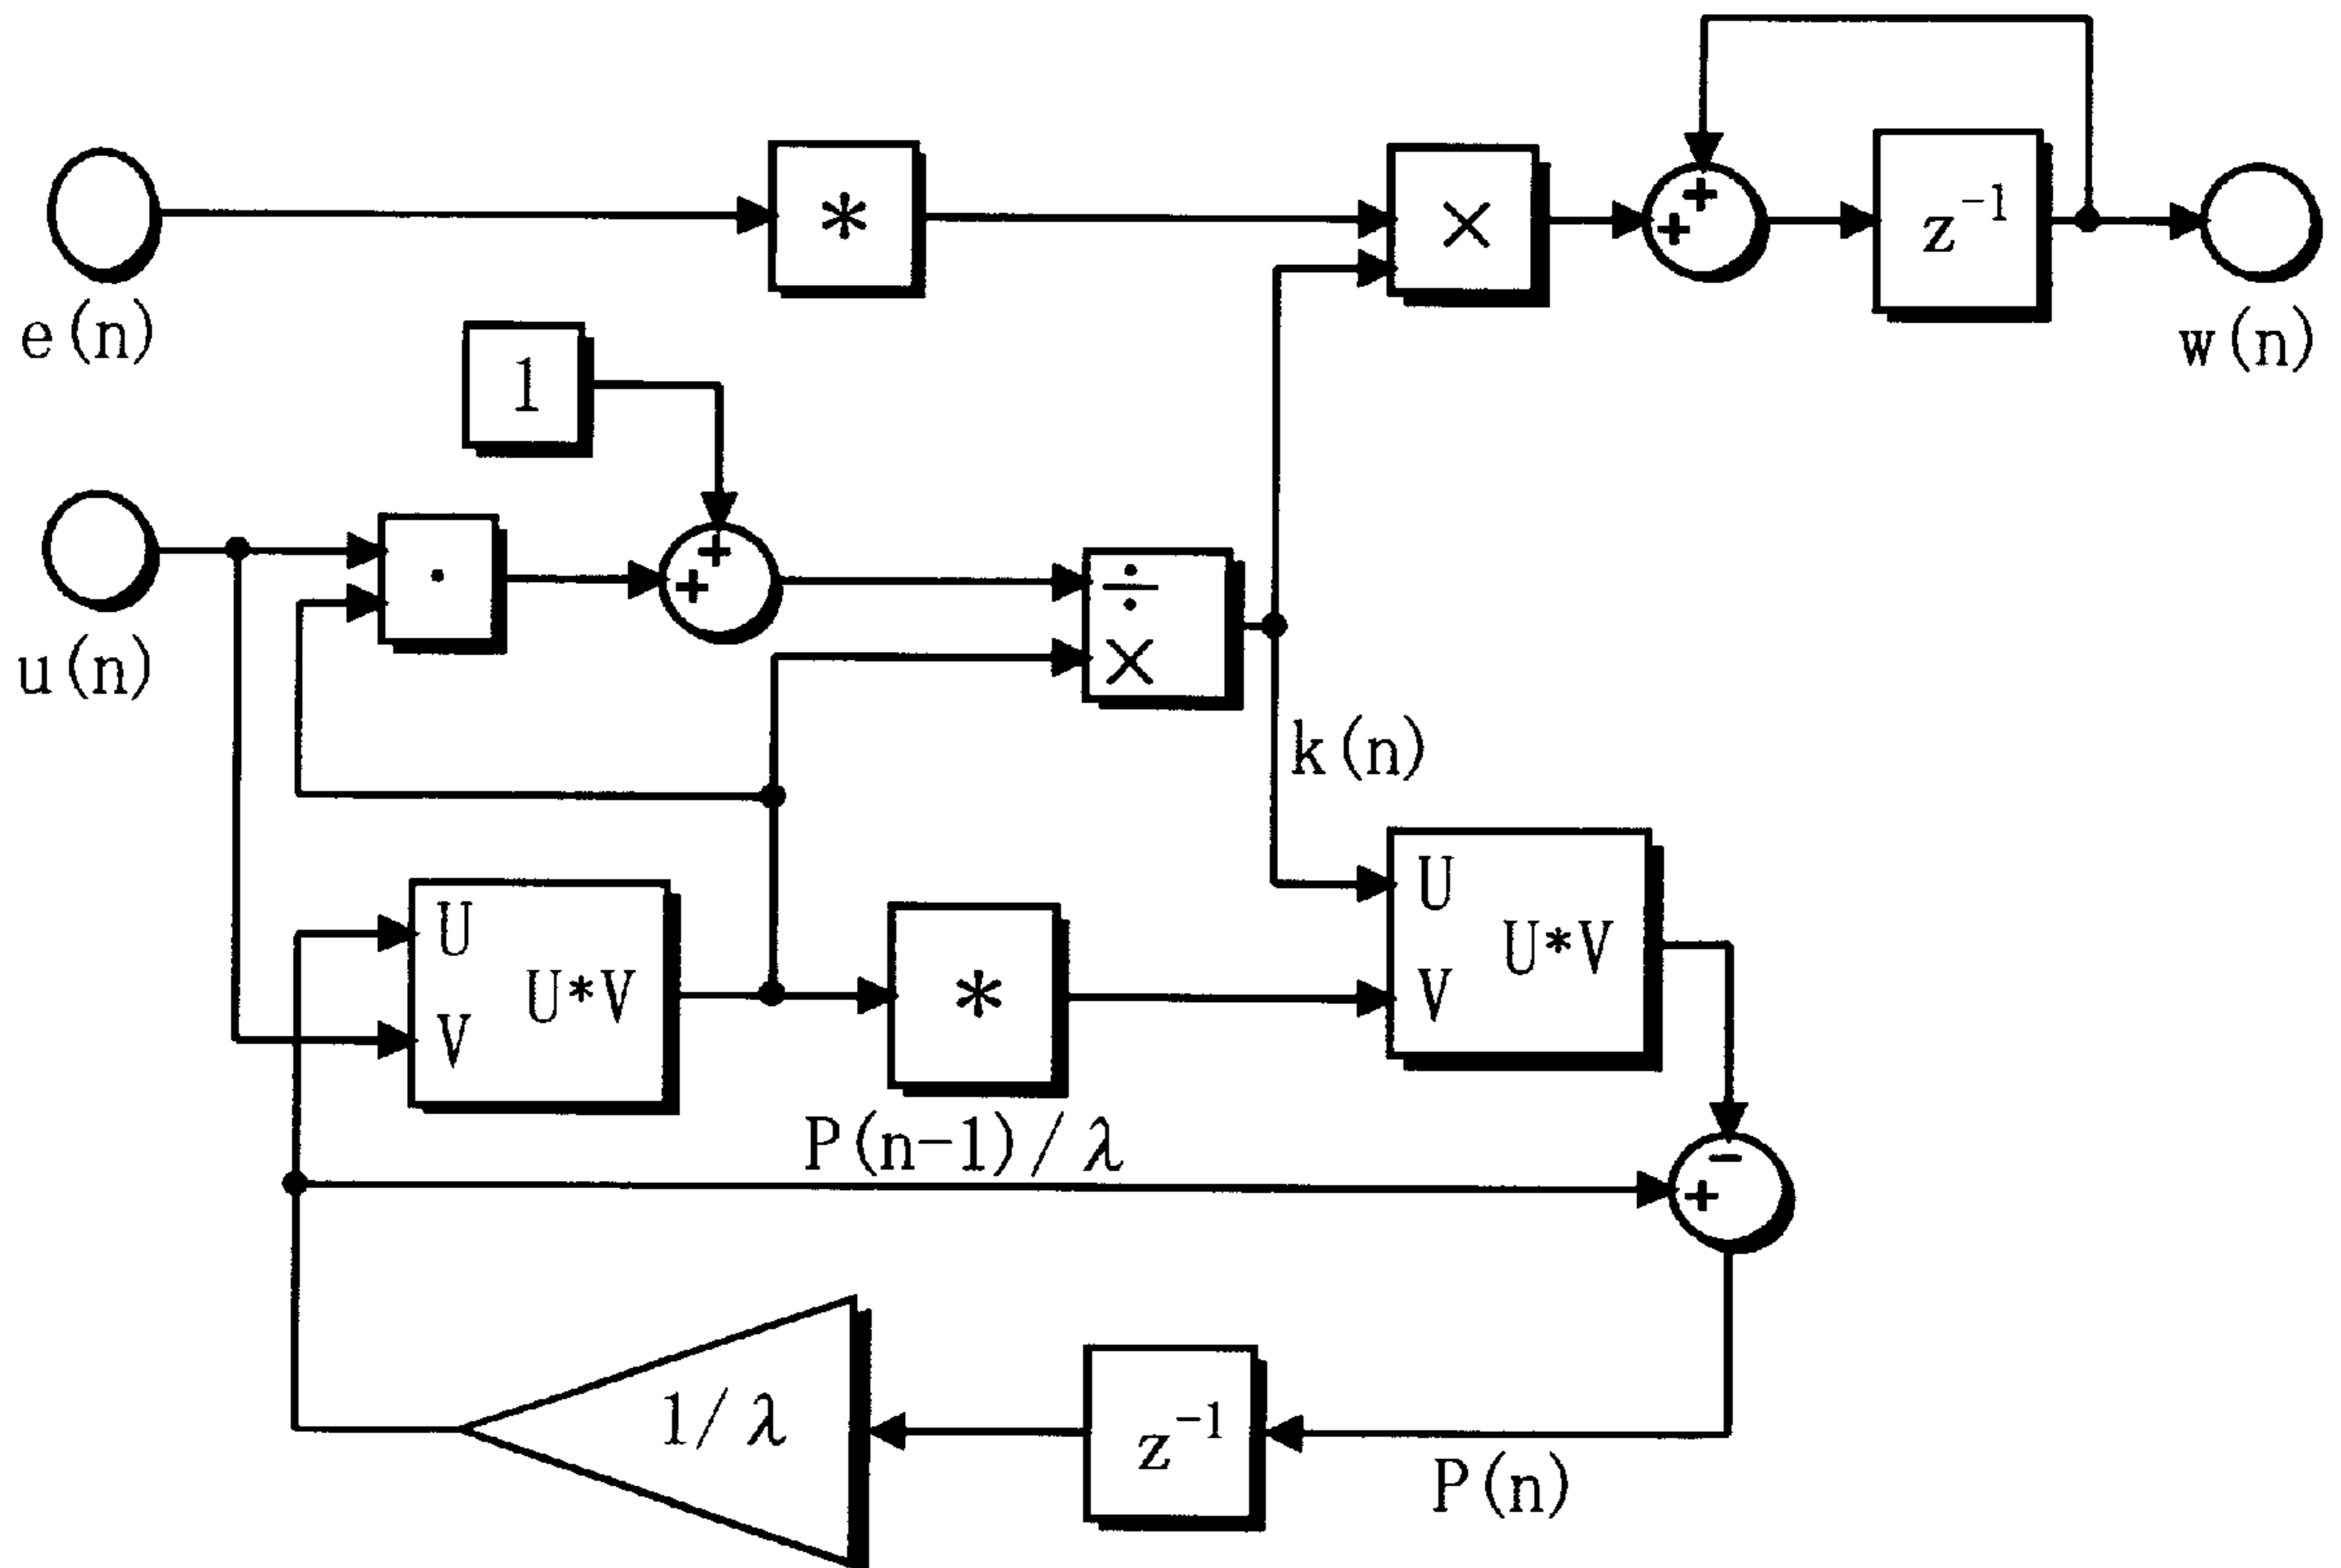 *
×
+
+
z⁻¹
e(n)
w(n)
1
u(n)
·
+
+
÷
×
k(n)
U
V
U*V
*
U
V
U*V
P(n-1)/λ
−
+
1/λ
z⁻¹
P(n)